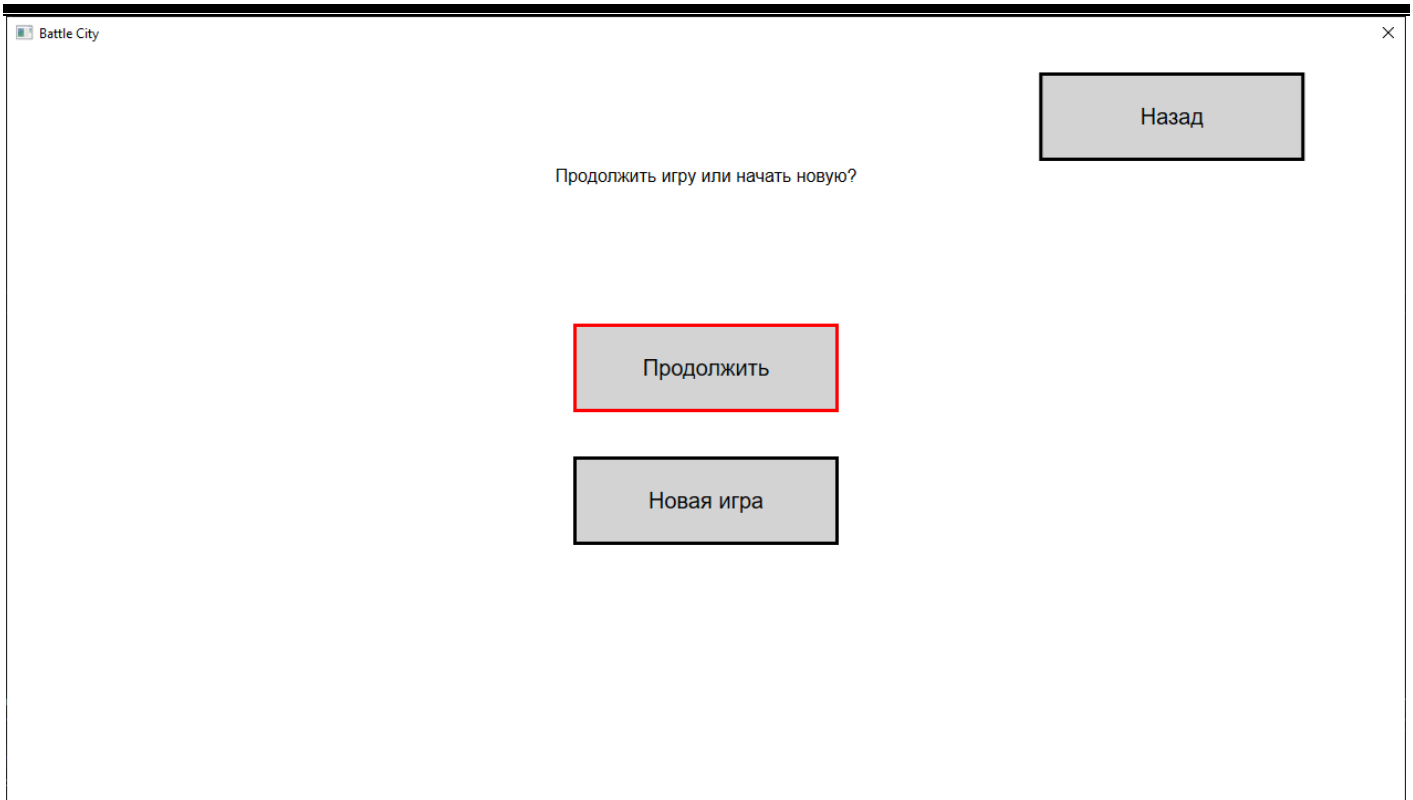 Battle City
Назад
Продолжить игру или начать новую?
Продолжить
Новая игра